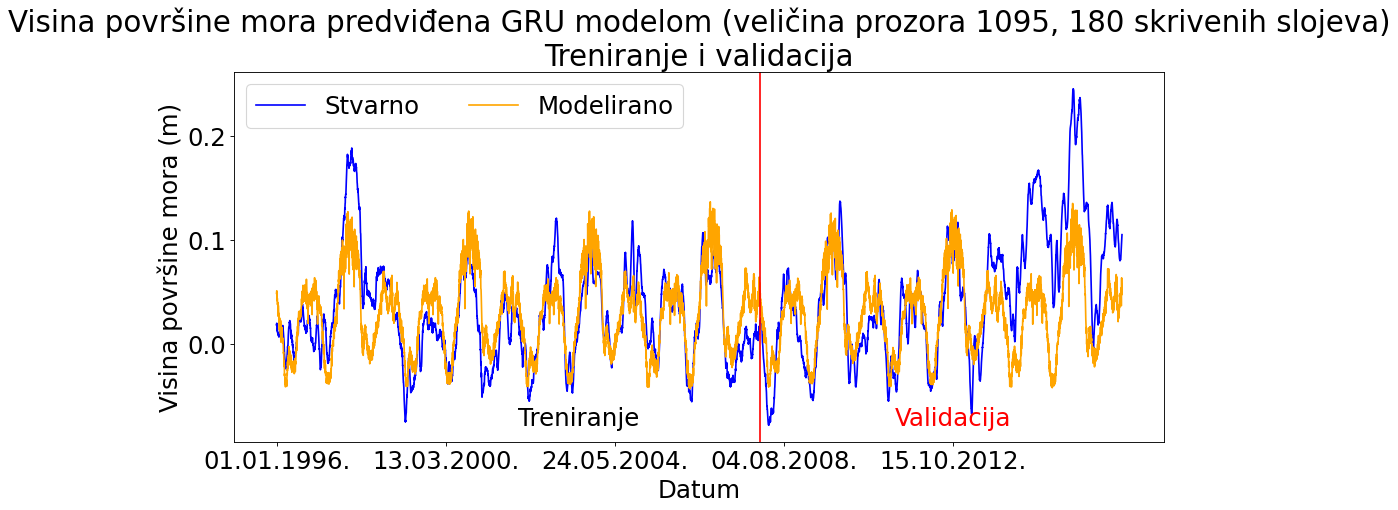 Visina površine mora predviđena GRU modelom (veličina prozora 1095, 180 skrivenih slojeva)
Treniranje i validacija
Stvarno
Modelirano
Visina površine mora (m)
0.2
0.1
0.0
Treniranje
Validacija
01.01.1996.
13.03.2000.
24.05.2004.
04.08.2008.
15.10.2012.
Datum